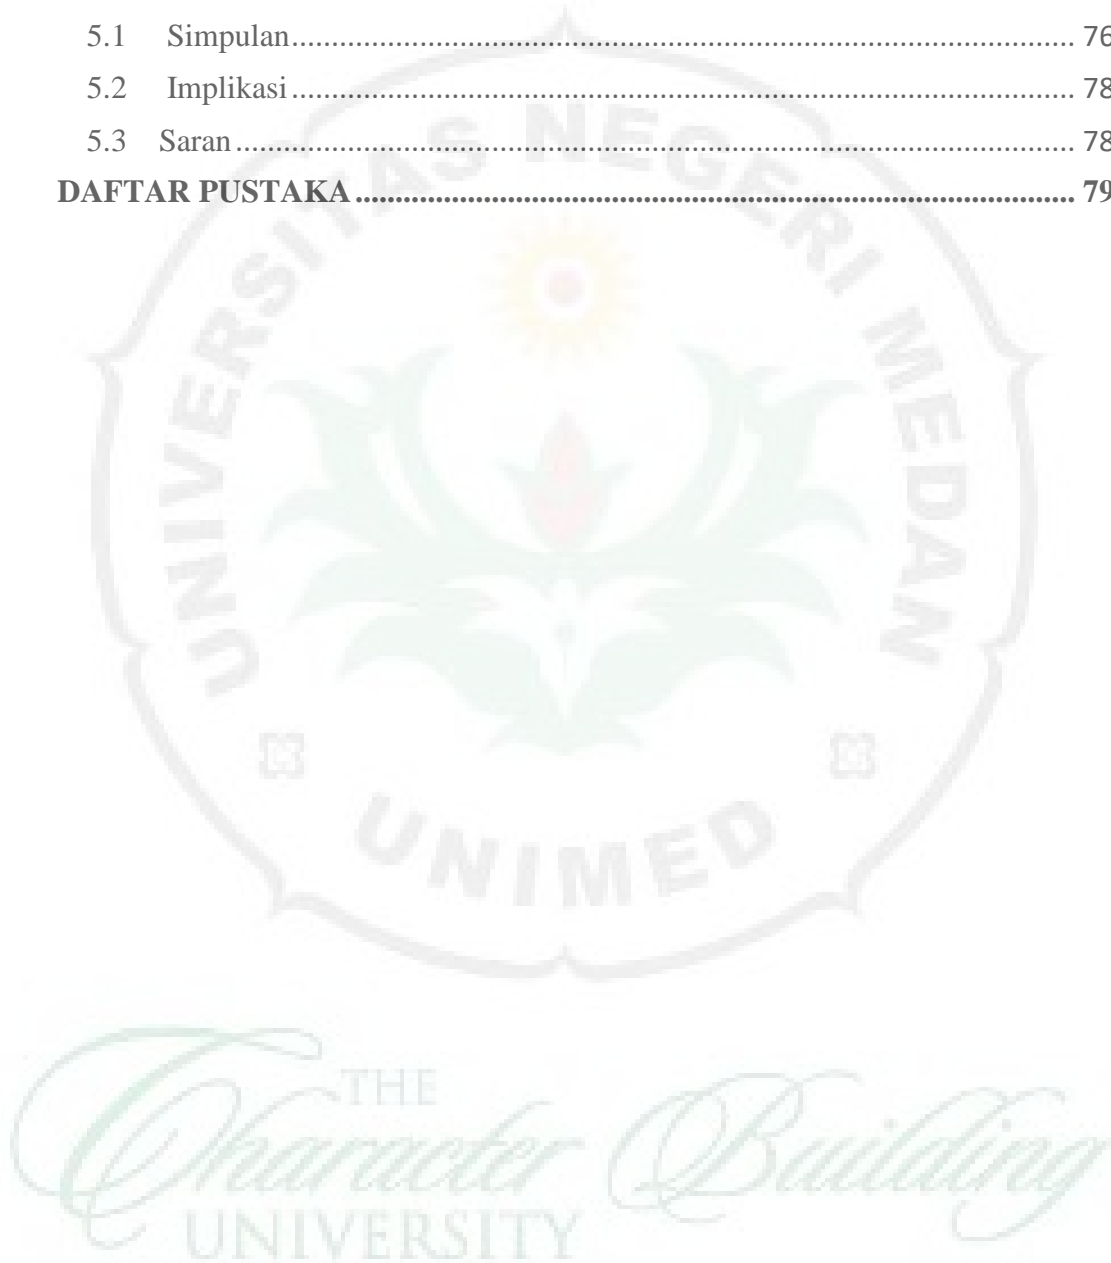 5.1 Simpulan 76
5.2 Implikasi 78
5.3 Saran 78
DAFTAR PUSTAKA 79
UNIVERSITAS NEGERI MEDAN
UNIMED
THE
Character Building
UNIVERSITY